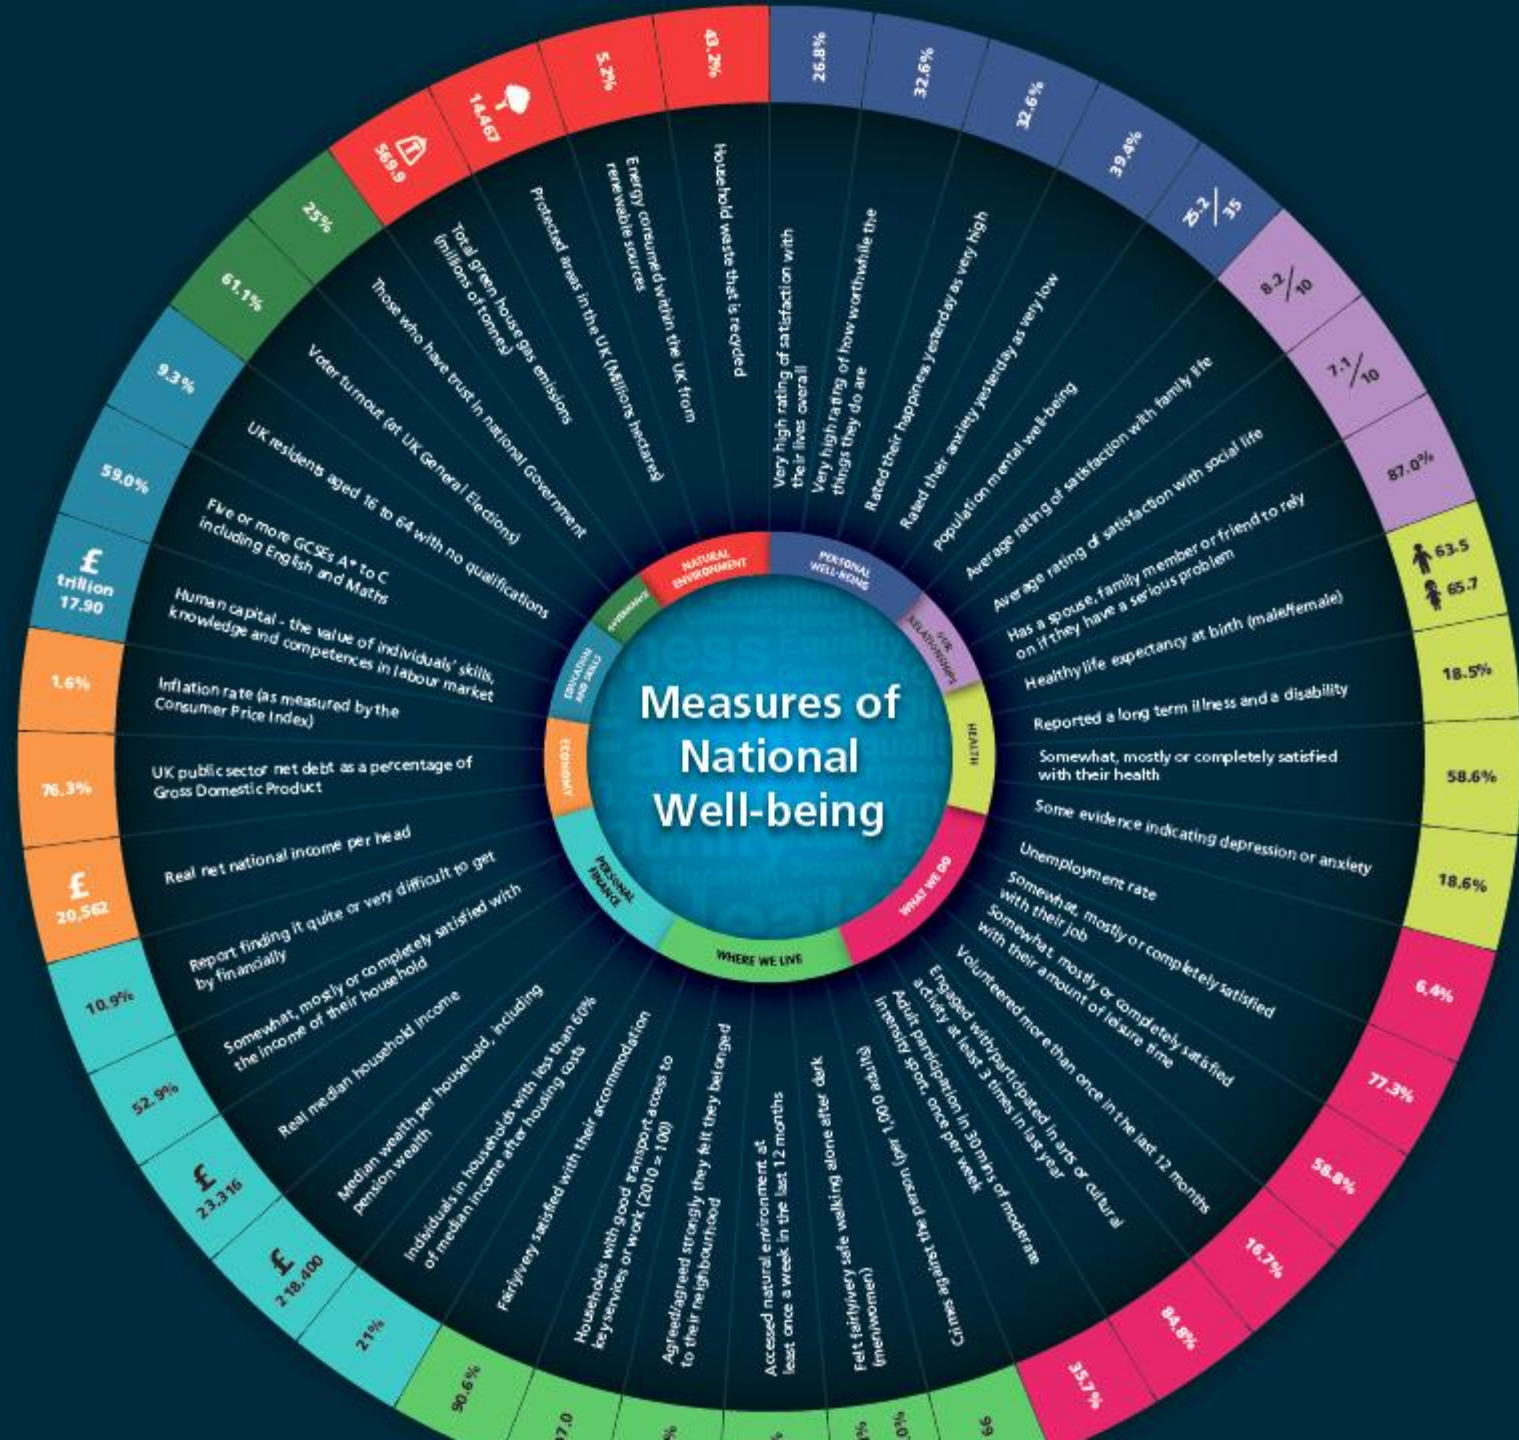 Measures of
National
Well-being
PERSONAL
WELL-BEING
26.8%
Very high rating of satisfaction with
their lives overall
32.6%
Very high rating of how worthwhile the
things they do are
32.6%
Rated their happiness yesterday as very high
39.4%
Rated their anxiety yesterday as very low
25.2/35
Population mental well-being
OUR
RELATIONSHIPS
8.2/10
Average rating of satisfaction with family life
7.1/10
Average rating of satisfaction with social life
87.0%
Has a spouse, family member or friend to rely
on if they have a serious problem
HEALTH
63.5
65.7
Healthy life expectancy at birth (male/female)
18.5%
Reported a long term illness and a disability
58.6%
Somewhat, mostly or completely satisfied
with their health
18.6%
Some evidence indicating depression or anxiety
WHAT WE DO
6.4%
Unemployment rate
77.3%
Somewhat, mostly or completely satisfied
with their job
58.8%
Somewhat, mostly or completely satisfied
with their amount of leisure time
16.7%
Volunteered more than once in the last 12 months
84.8%
Engaged with/participated in arts or cultural
activity at least 3 times in last year
35.7%
Adult participation in 30 mins of moderate
intensity sport, once per week
WHERE WE LIVE
Crimes against the person (per 1,000 adults)
Felt fairly/very safe walking alone after dark
(men/women)
Accessed natural environment at
least once a week in the last 12 months
Agreed/agreed strongly they felt they belonged
to their neighbourhood
Households with good transport access to
key services or work (2010 = 100)
90.6%
Fairly/very satisfied with their accommodation
PERSONAL
FINANCE
21%
Individuals in households with less than 60%
of median income after housing costs
£
218,400
Median wealth per household, including
pension wealth
£
23,316
Real median household income
52.9%
Somewhat, mostly or completely satisfied with
the income of their household
10.9%
Report finding it quite or very difficult to get
by financially
ECONOMY
£
20,562
Real net national income per head
76.3%
UK public sector net debt as a percentage of
Gross Domestic Product
1.6%
Inflation rate (as measured by the
Consumer Price Index)
EDUCATION
AND SKILLS
£
trillion
17.90
Human capital - the value of individuals' skills,
knowledge and competences in labour market
59.0%
Five or more GCSEs A* to C
including English and Maths
9.3%
UK residents aged 16 to 64 with no qualifications
GOVERNANCE
61.1%
Voter turnout (at UK General Elections)
25%
Those who have trust in national Government
NATURAL
ENVIRONMENT
T
569.9
Total green house gas emissions
(millions of tonnes)
14,467
Protected areas in the UK (Millions hectares)
5.2%
Energy consumed within the UK from
renewable sources
43.2%
Household waste that is recycled